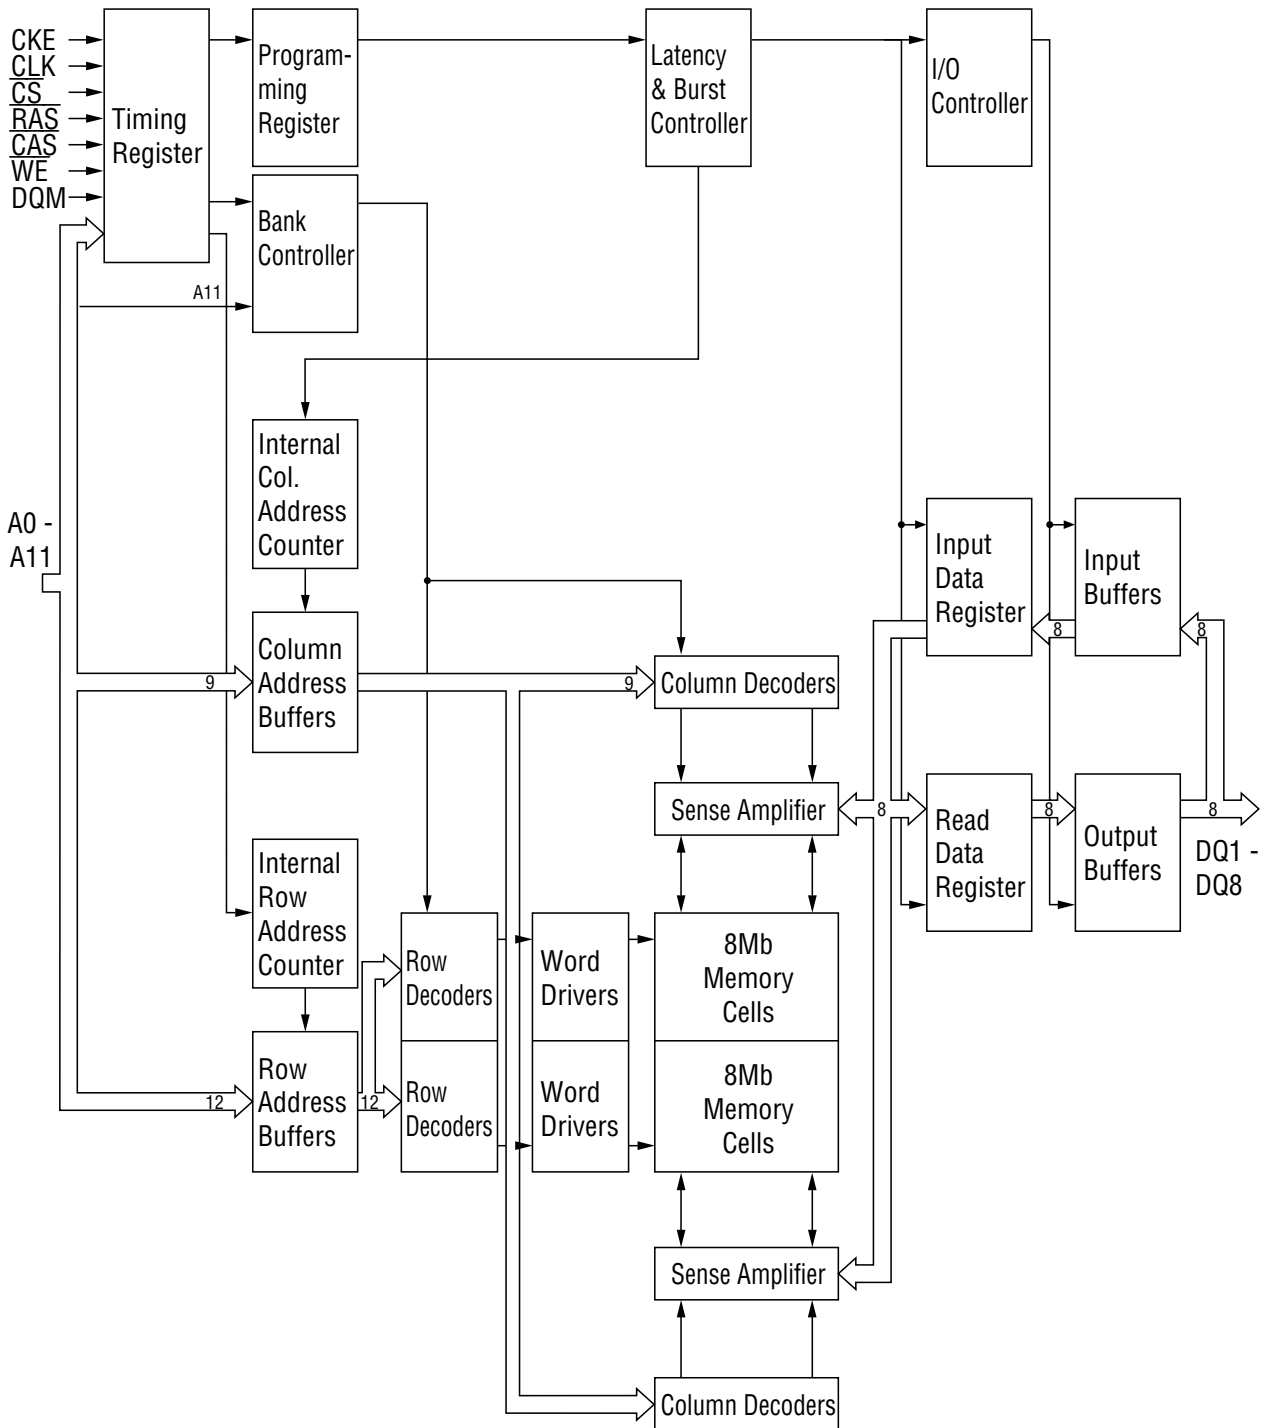 CKE
CLK
CS
RAS
CAS
WE
DQM
Timing
Register
Program-
ming
Register
Latency
& Burst
Controller
I/O
Controller
Bank
Controller
A11
Internal
Col.
Address
Counter
A0 -
A11
Input
Data
Register
8
Input
Buffers
8
9
Column
Address
Buffers
9
Column Decoders
Sense Amplifier
8
Read
Data
Register
8
Output
Buffers
8
DQ1 -
DQ8
Internal
Row
Address
Counter
Row
Decoders
Word
Drivers
8Mb
Memory
Cells
12
Row
Address
Buffers
12
Row
Decoders
Word
Drivers
8Mb
Memory
Cells
Sense Amplifier
Column Decoders